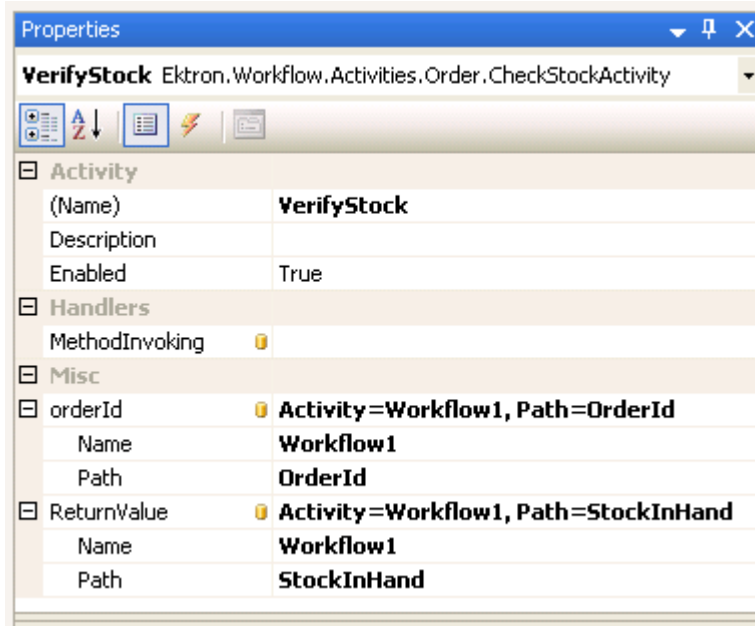 Properties
VerifyStock Ektron.Workflow.Activities.Order.CheckStockActivity
Activity
(Name) VerifyStock
Description
Enabled True
Handlers
MethodInvoking
Misc
orderId Activity=Workflow1, Path=OrderId
Name Workflow1
Path OrderId
ReturnValue Activity=Workflow1, Path=StockInHand
Name Workflow1
Path StockInHand